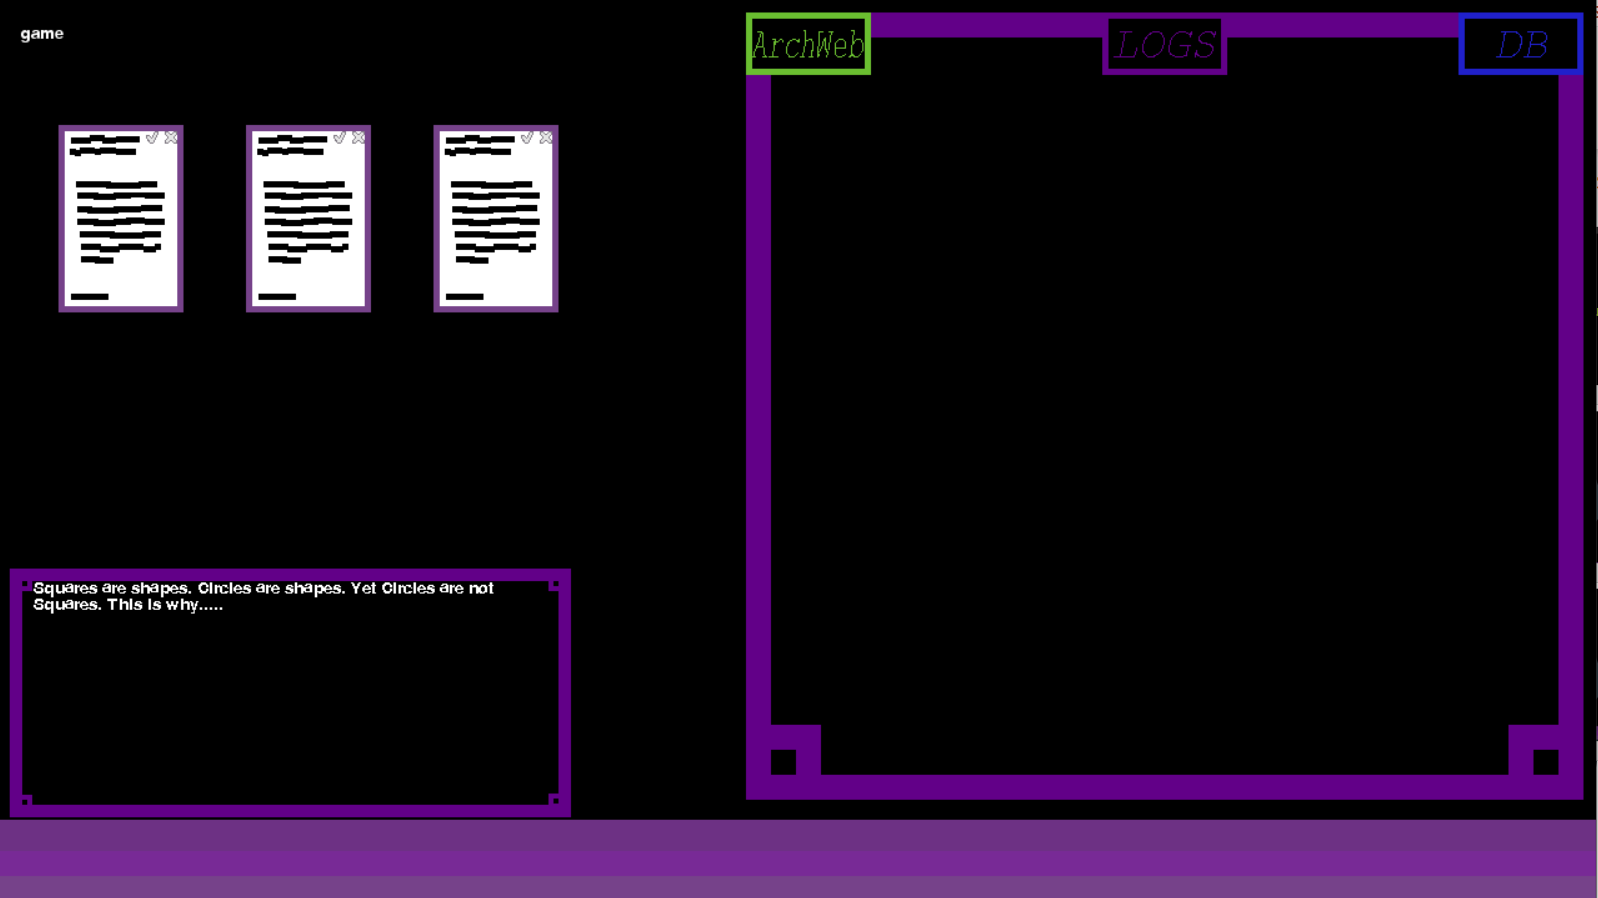 game
ArchWeb
LOGS
DB
Squares are shapes. Circles are shapes. Yet Circles are not
Squares. This is why.....